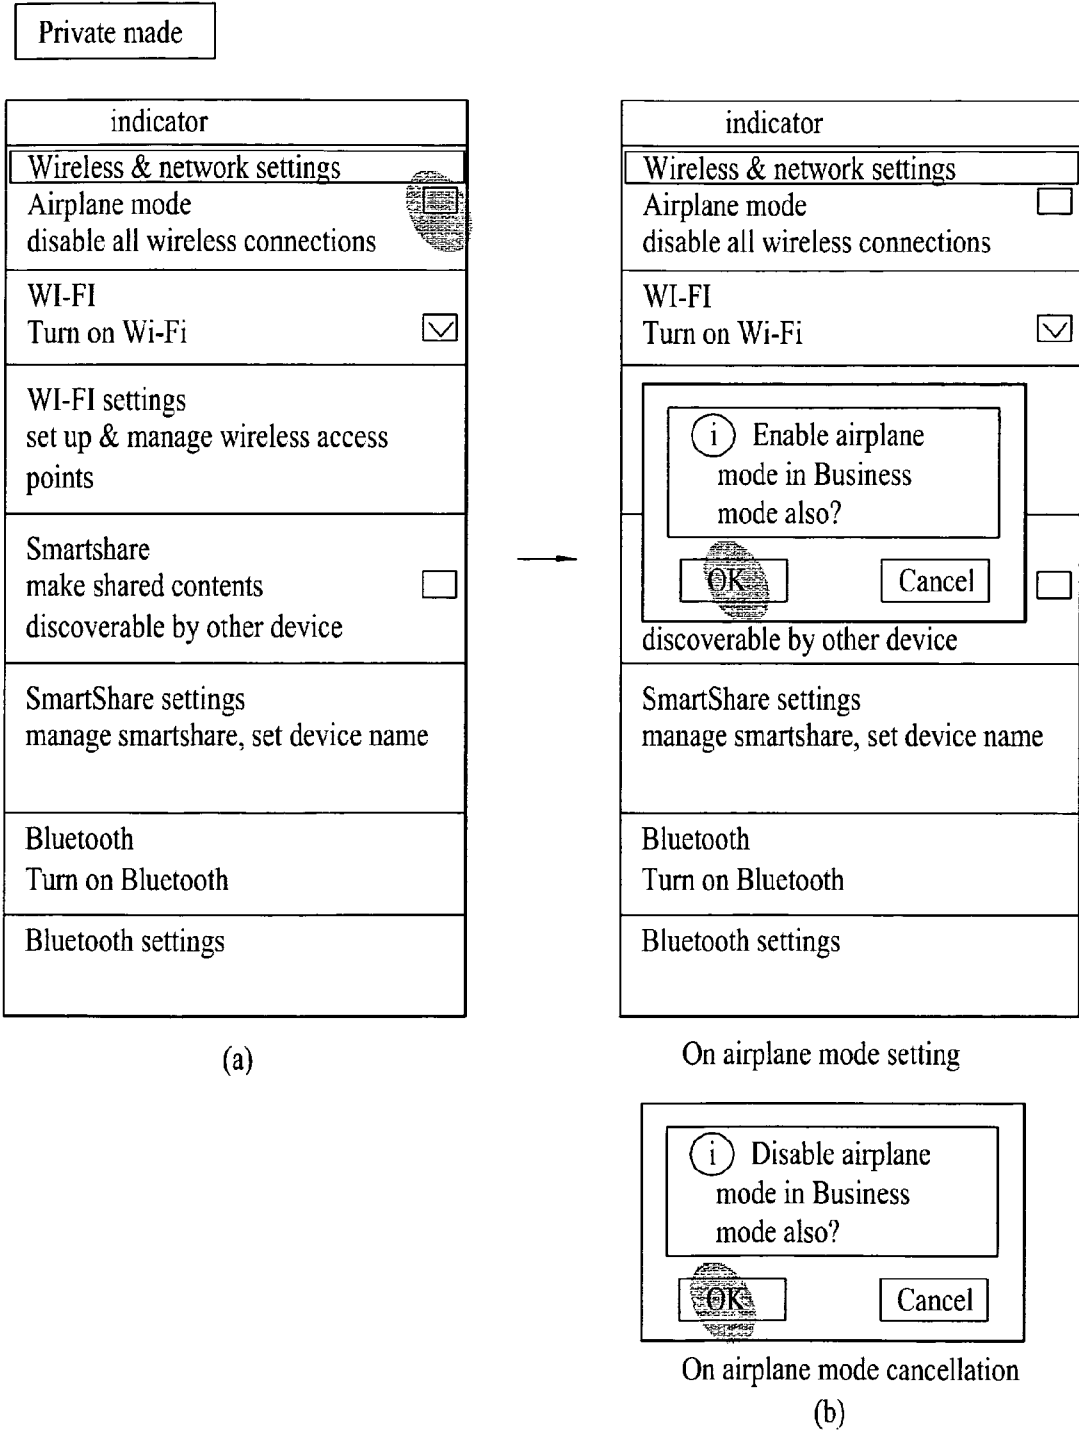 Private made
indicator
Wireless & network settings
Airplane mode
disable all wireless connections
WI-FI
Turn on Wi-Fi
WI-FI settings
set up & manage wireless access
points
Smartshare
make shared contents
discoverable by other device
SmartShare settings
manage smartshare, set device name
Bluetooth
Turn on Bluetooth
Bluetooth settings
(a)
indicator
Wireless & network settings
Airplane mode
disable all wireless connections
WI-FI
Turn on Wi-Fi
i Enable airplane
mode in Business
mode also?
OK Cancel
discoverable by other device
SmartShare settings
manage smartshare, set device name
Bluetooth
Turn on Bluetooth
Bluetooth settings
On airplane mode setting
i Disable airplane
mode in Business
mode also?
OK Cancel
On airplane mode cancellation
(b)